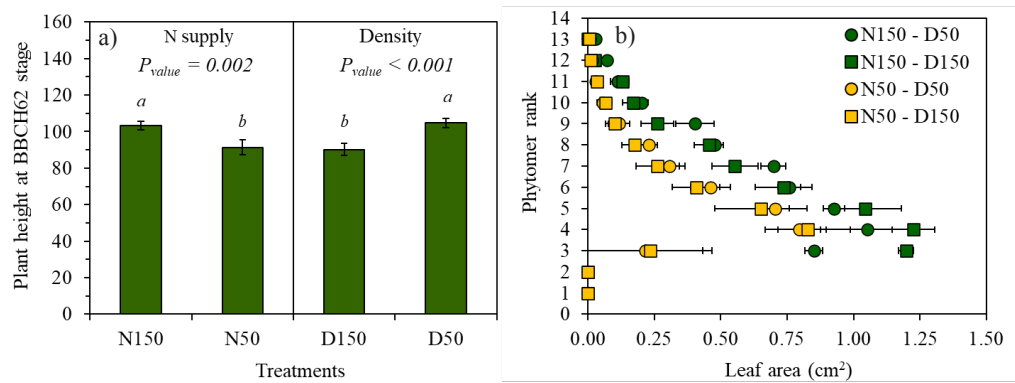 a)
N supply
Density
P_value = 0.002
P_value < 0.001
a
b
b
a
Plant height at BBCH62 stage
160
140
120
100
80
60
40
20
0
N150
N50
D150
D50
Treatments
b)
N150 - D50
N150 - D150
N50 - D50
N50 - D150
Phytomer rank
14
13
12
11
10
9
8
7
6
5
4
3
2
1
0
0.00
0.25
0.50
0.75
1.00
1.25
1.50
Leaf area (cm²)